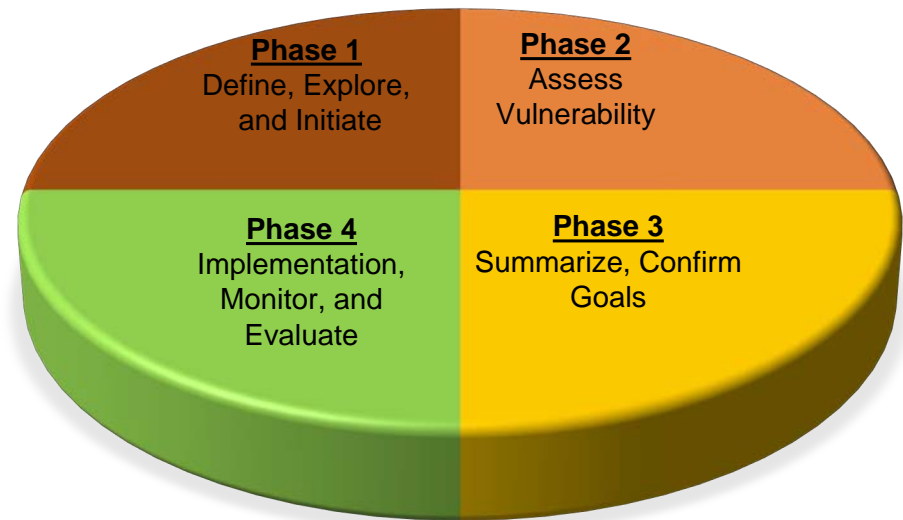 Phase 1
Define, Explore,
and Initiate
Phase 2
Assess
Vulnerability
Phase 3
Summarize, Confirm
Goals
Phase 4
Implementation,
Monitor, and
Evaluate